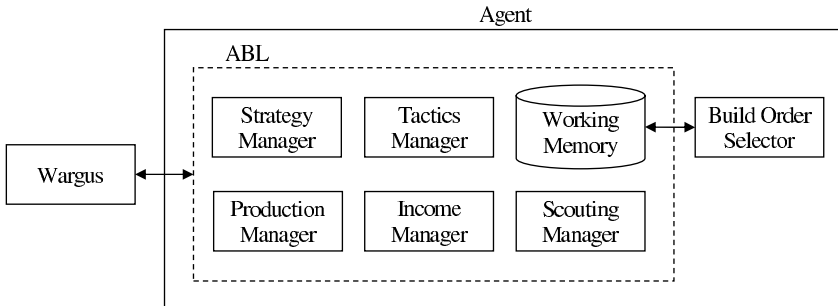 Agent
ABL
Strategy
Manager
Tactics
Manager
Working
Memory
Build Order
Selector
Wargus
Production
Manager
Income
Manager
Scouting
Manager